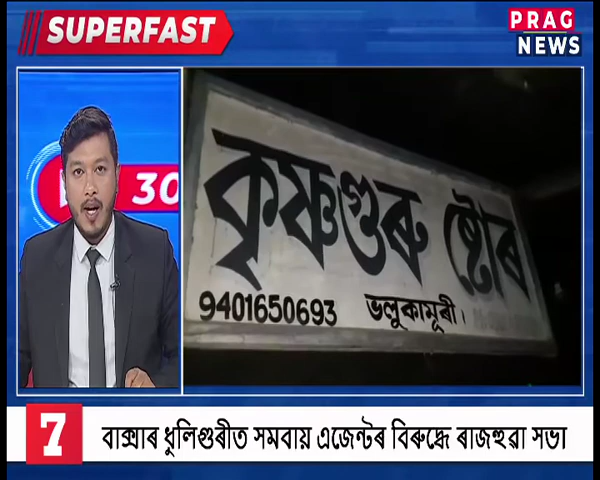 SUPERFAST
PRAG
NEWS
30
কৃষ্ণগুৰু ষ্টোৰ
9401650693 ভলুকামূৰী।
7
বাক্সাৰ ধুলিগুৰীত সমবায় এজেন্টৰ বিৰুদ্ধে ৰাজহুৱা সভা